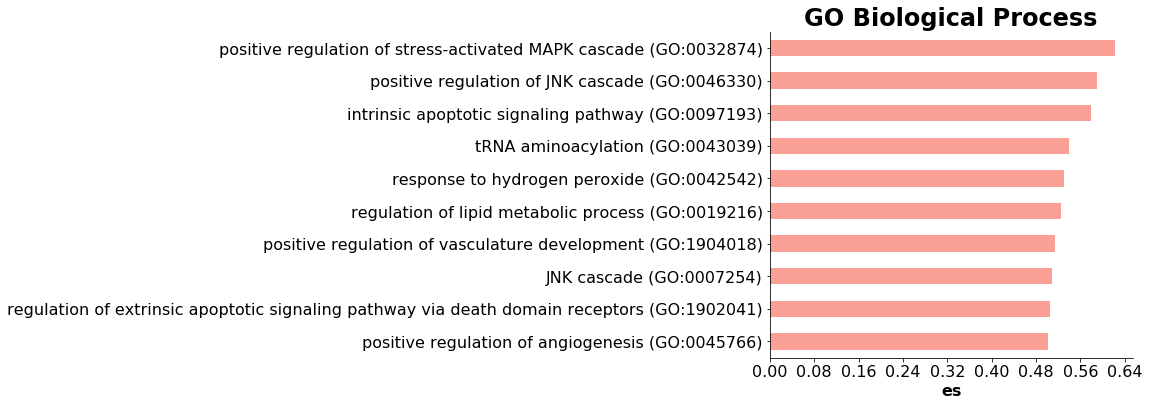 GO Biological Process
positive regulation of stress-activated MAPK cascade (GO:0032874)
positive regulation of JNK cascade (GO:0046330)
intrinsic apoptotic signaling pathway (GO:0097193)
tRNA aminoacylation (GO:0043039)
response to hydrogen peroxide (GO:0042542)
regulation of lipid metabolic process (GO:0019216)
positive regulation of vasculature development (GO:1904018)
JNK cascade (GO:0007254)
regulation of extrinsic apoptotic signaling pathway via death domain receptors (GO:1902041)
positive regulation of angiogenesis (GO:0045766)
0.00 0.08 0.16 0.24 0.32 0.40 0.48 0.56 0.64
es